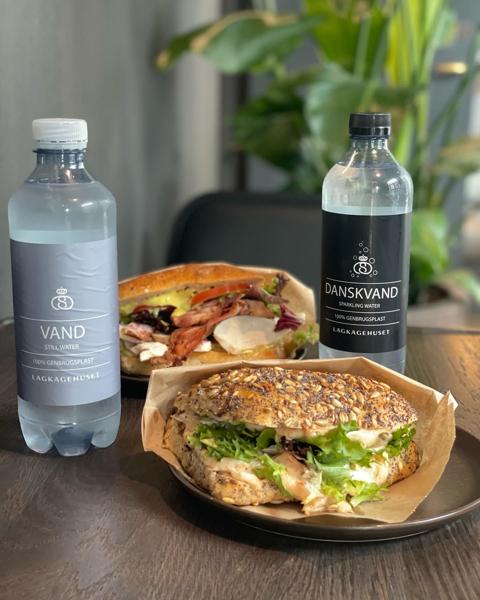 VAND
STILL WATER
100% GENBRUGSPLAST
LAGKAGEHUSET
DANSKVAND
SPARKLING WATER
100% GENBRUGSPLAST
LAGKAGEHUSET